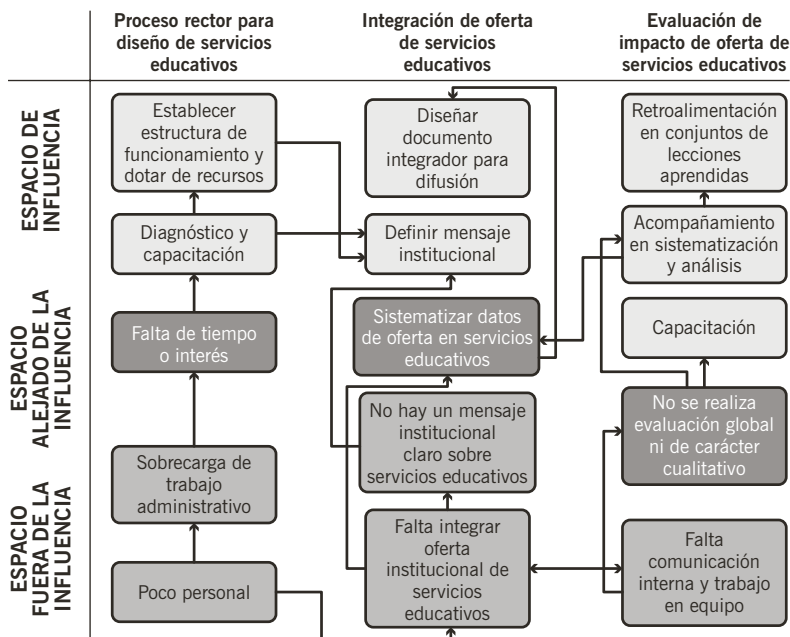 Proceso rector para
diseño de servicios
educativos
Integración de oferta
de servicios
educativos
Evaluación de
impacto de oferta de
servicios educativos
ESPACIO DE
INFLUENCIA
Establecer
estructura de
funcionamiento y
dotar de recursos
Diseñar
documento
integrador para
difusión
Retroalimentación
en conjuntos de
lecciones
aprendidas
Diagnóstico y
capacitación
Definir mensaje
institucional
Acompañamiento
en sistematización
y análisis
ESPACIO
ALEJADO DE LA
INFLUENCIA
Falta de tiempo
o interés
Sistematizar datos
de oferta en servicios
educativos
Capacitación
No hay un mensaje
institucional
claro sobre
servicios educativos
No se realiza
evaluación global
ni de carácter
cualitativo
ESPACIO
FUERA DE LA
INFLUENCIA
Sobrecarga de
trabajo
administrativo
Poco personal
Falta integrar
oferta
institucional de
servicios
educativos
Falta
comunicación
interna y trabajo
en equipo